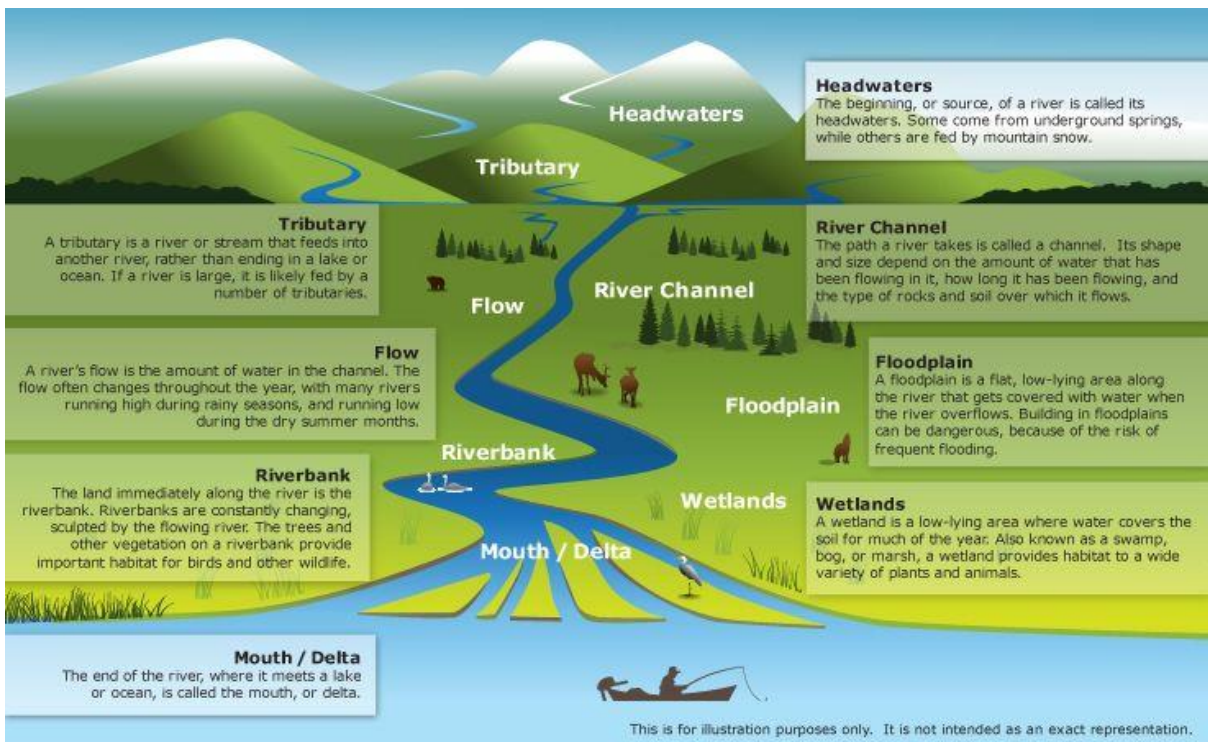 Headwaters
Tributary
Flow
River Channel
Floodplain
Riverbank
Wetlands
Mouth / Delta
Headwaters
The beginning, or source, of a river is called its
headwaters. Some come from underground springs,
while others are fed by mountain snow.
Tributary
A tributary is a river or stream that feeds into
another river, rather than ending in a lake or
ocean. If a river is large, it is likely fed by a
number of tributaries.
River Channel
The path a river takes is called a channel. Its shape
and size depend on the amount of water that has
been flowing in it, how long it has been flowing, and
the type of rocks and soil over which it flows.
Flow
A river's flow is the amount of water in the channel. The
flow often changes throughout the year, with many rivers
running high during rainy seasons, and running low
during the dry summer months.
Floodplain
A floodplain is a flat, low-lying area along
the river that gets covered with water when
the river overflows. Building in floodplains
can be dangerous, because of the risk of
frequent flooding.
Riverbank
The land immediately along the river is the
riverbank. Riverbanks are constantly changing,
sculpted by the flowing river. The trees and
other vegetation on a riverbank provide
important habitat for birds and other wildlife.
Wetlands
A wetland is a low-lying area where water covers the
soil for much of the year. Also known as a swamp,
bog, or marsh, a wetland provides habitat to a wide
variety of plants and animals.
Mouth / Delta
The end of the river, where it meets a lake
or ocean, is called the mouth, or delta.
This is for illustration purposes only. It is not intended as an exact representation.